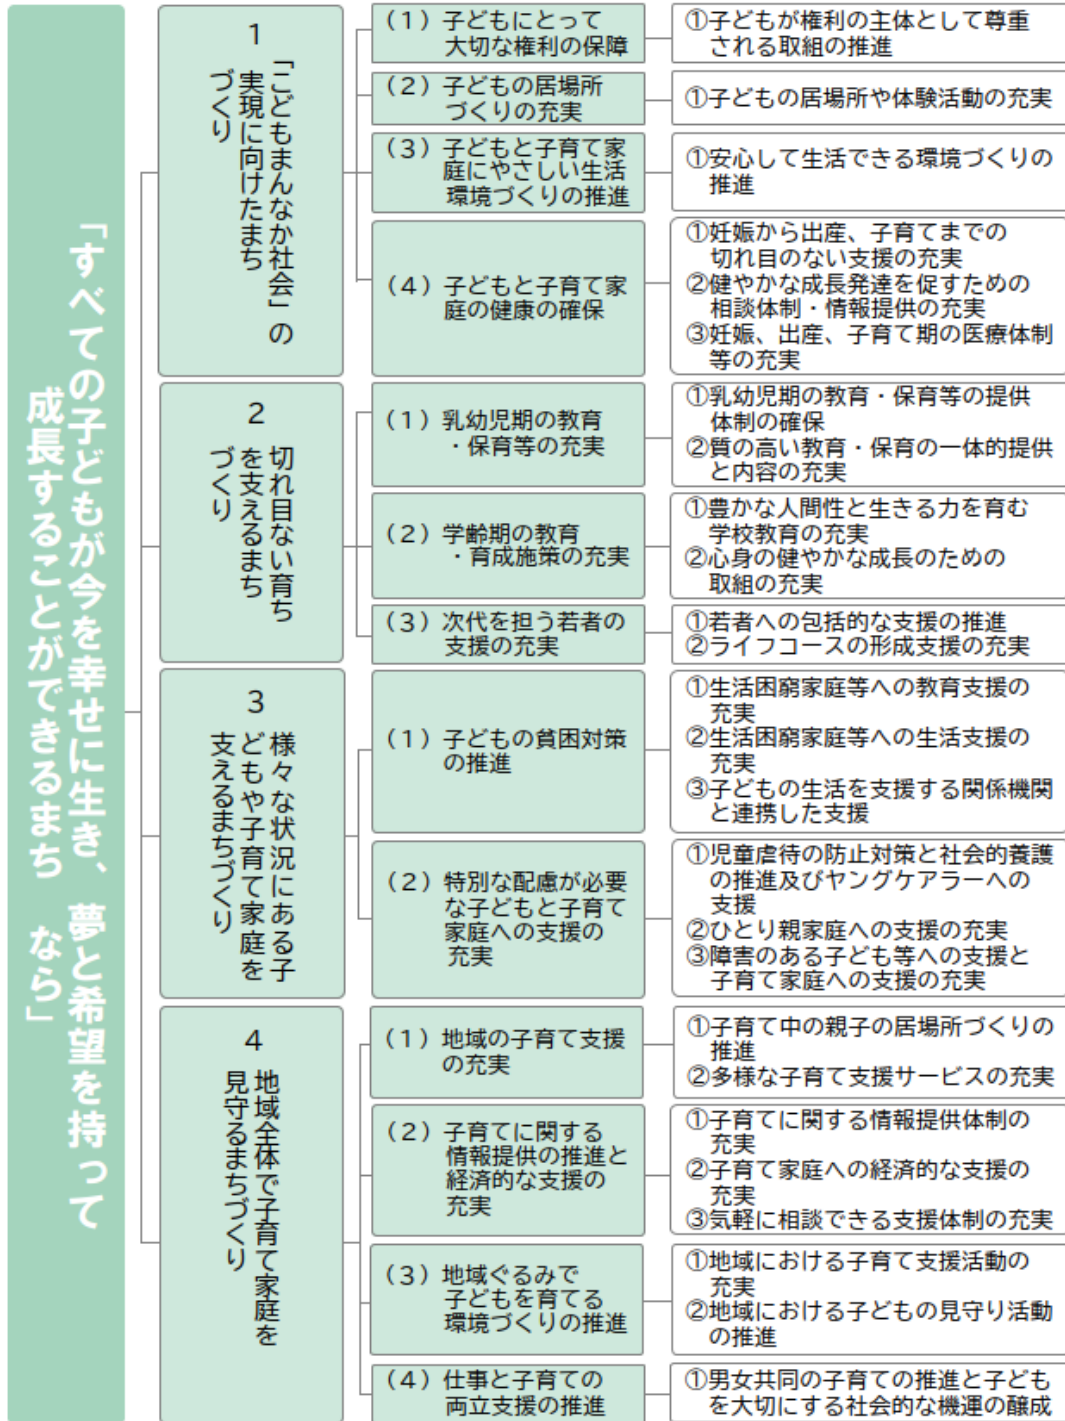 「すべての子どもが今を幸せに生き、夢と希望を持って
成長することができるまち　なら」
1
「こどもまんなか社会」の
実現に向けたまち
づくり
（1）子どもにとって
大切な権利の保障
①子どもが権利の主体として尊重
される取組の推進
（2）子どもの居場所
づくりの充実
①子どもの居場所や体験活動の充実
（3）子どもと子育て家
庭にやさしい生活
環境づくりの推進
①安心して生活できる環境づくりの
推進
（4）子どもと子育て家
庭の健康の確保
①妊娠から出産、子育てまでの
切れ目のない支援の充実
②健やかな成長発達を促すための
相談体制・情報提供の充実
③妊娠、出産、子育て期の医療体制
等の充実
2
切れ目ない育ち
を支えるまち
づくり
（1）乳幼児期の教育
・保育等の充実
①乳幼児期の教育・保育等の提供
体制の確保
②質の高い教育・保育の一体的提供
と内容の充実
（2）学齢期の教育
・育成施策の充実
①豊かな人間性と生きる力を育む
学校教育の充実
②心身の健やかな成長のための
取組の充実
（3）次代を担う若者の
支援の充実
①若者への包括的な支援の推進
②ライフコースの形成支援の充実
3
様々な状況にある子
どもや子育て家庭を
支えるまちづくり
（1）子どもの貧困対策
の推進
①生活困窮家庭等への教育支援の
充実
②生活困窮家庭等への生活支援の
充実
③子どもの生活を支援する関係機関
と連携した支援
（2）特別な配慮が必要
な子どもと子育て
家庭への支援の
充実
①児童虐待の防止対策と社会的養護
の推進及びヤングケアラーへの
支援
②ひとり親家庭への支援の充実
③障害のある子ども等への支援と
子育て家庭への支援の充実
4
地域全体で子育て家庭を
見守るまちづくり
（1）地域の子育て支援
の充実
①子育て中の親子の居場所づくりの
推進
②多様な子育て支援サービスの充実
（2）子育てに関する
情報提供の推進と
経済的な支援の
充実
①子育てに関する情報提供体制の
充実
②子育て家庭への経済的な支援の
充実
③気軽に相談できる支援体制の充実
（3）地域ぐるみで
子どもを育てる
環境づくりの推進
①地域における子育て支援活動の
充実
②地域における子どもの見守り活動
の推進
（4）仕事と子育ての
両立支援の推進
①男女共同の子育ての推進と子ども
を大切にする社会的な機運の醸成